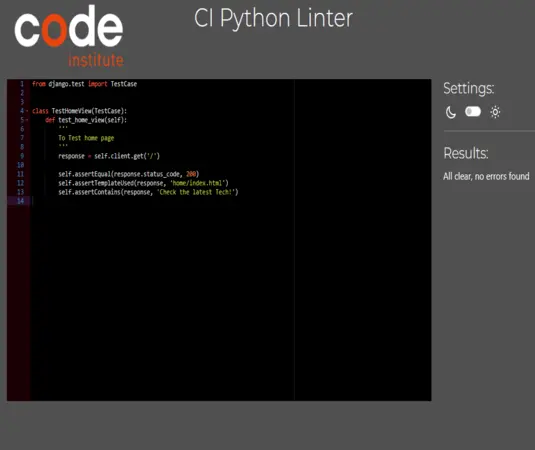 code
institute
CI Python Linter
1 from django.test import TestCase
2
3
4 class TestHomeView(TestCase):
5 def test_home_view(self):
6 '''
7 To Test home page
8 '''
9 response = self.client.get('/')
10
11 self.assertEqual(response.status_code, 200)
12 self.assertTemplateUsed(response, 'home/index.html')
13 self.assertContains(response, 'Check the latest Tech!')
14
Settings:
Results:
All clear, no errors found